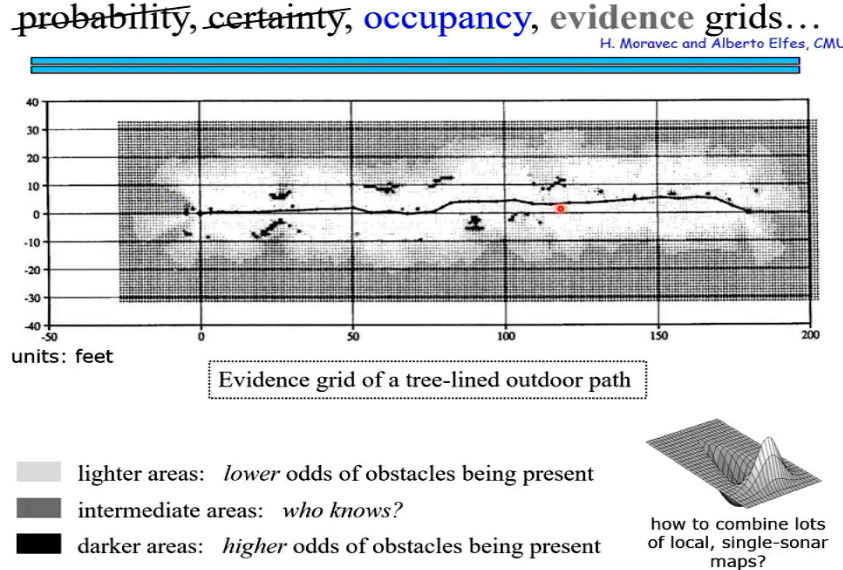 probability, certainty, occupancy, evidence grids…
H. Moravec and Alberto Elfes, CMU
40
30
20
10
0
-10
-20
-30
-40
-50 0 50 100 150 200
units: feet
Evidence grid of a tree-lined outdoor path
lighter areas: lower odds of obstacles being present
intermediate areas: who knows?
darker areas: higher odds of obstacles being present
how to combine lots
of local, single-sonar
maps?